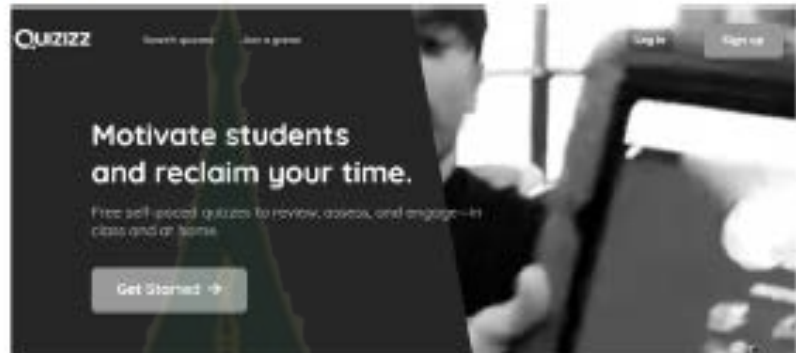 QUIZIZZ
Search quizzes Join a game Log in Sign up
Motivate students
and reclaim your time.
Free self-paced quizzes to review, assess, and engage—in
class and at home.
Get Started →